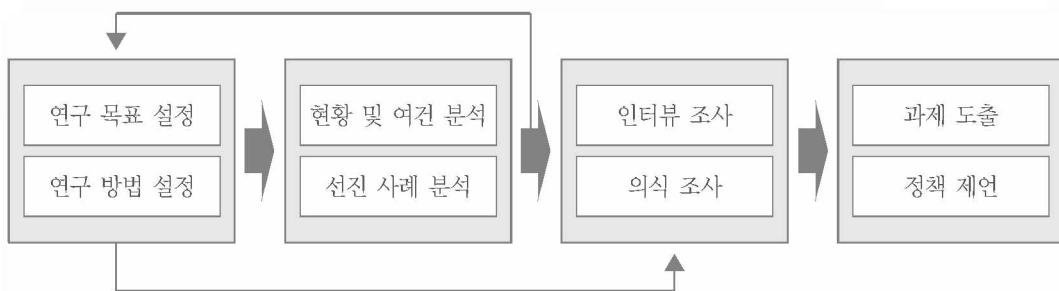 연구 목표 설정
연구 방법 설정
현황 및 여건 분석
선진 사례 분석
인터뷰 조사
의식 조사
과제 도출
정책 제언